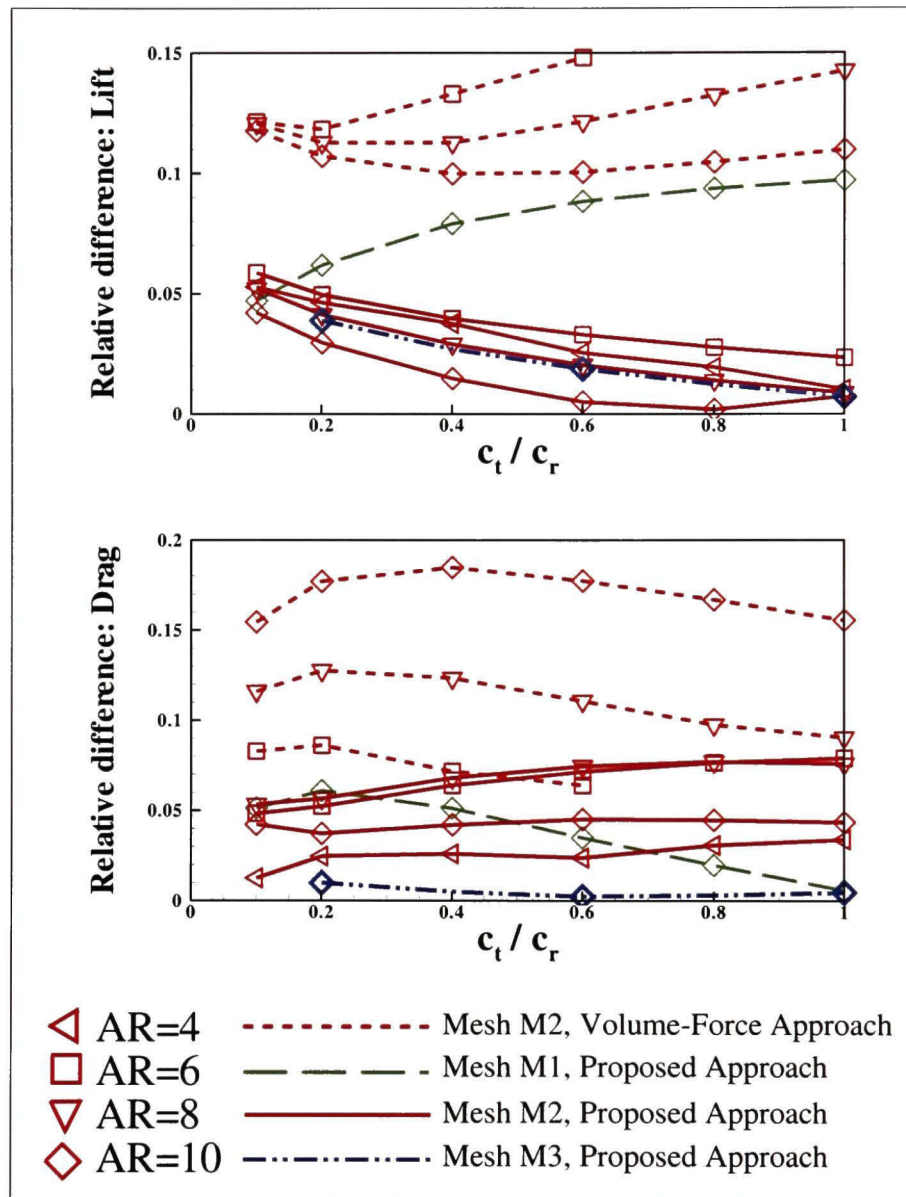 Relative difference: Lift
0.15
0.1
0.05
0
0 0.2 0.4 0.6 0.8 1
c_t / c_r
Relative difference: Drag
0.2
0.15
0.1
0.05
0
0 0.2 0.4 0.6 0.8 1
c_t / c_r
AR=4 Mesh M2, Volume-Force Approach
AR=6 Mesh M1, Proposed Approach
AR=8 Mesh M2, Proposed Approach
AR=10 Mesh M3, Proposed Approach